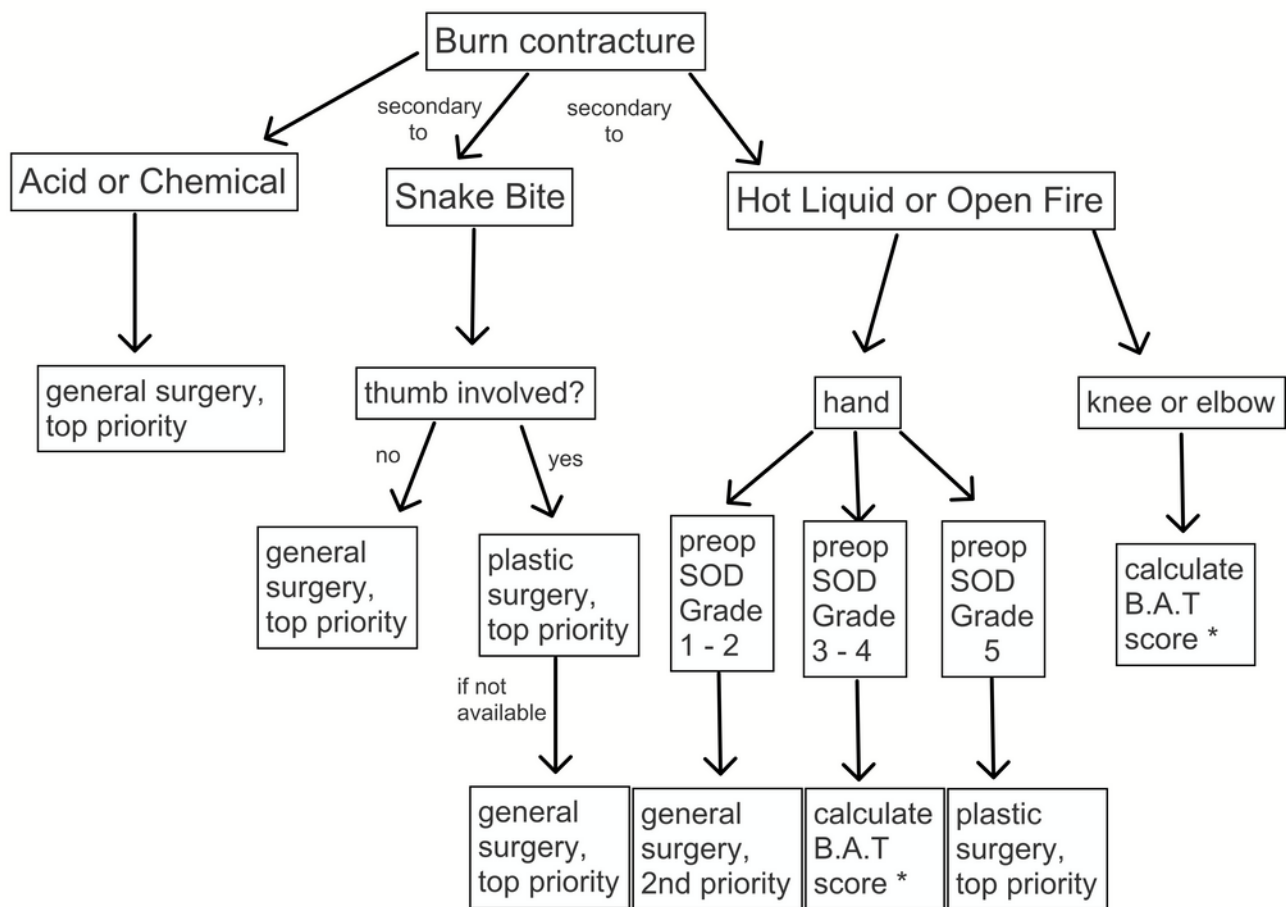 Burn contracture
secondary
to
secondary
to
Acid or Chemical
Snake Bite
Hot Liquid or Open Fire
general surgery,
top priority
thumb involved?
hand
knee or elbow
no
yes
general
surgery,
top priority
plastic
surgery,
top priority
preop
SOD
Grade
1 - 2
preop
SOD
Grade
3 - 4
preop
SOD
Grade
5
calculate
B.A.T
score *
if not
available
general
surgery,
top priority
general
surgery,
2nd priority
calculate
B.A.T
score *
plastic
surgery,
top priority